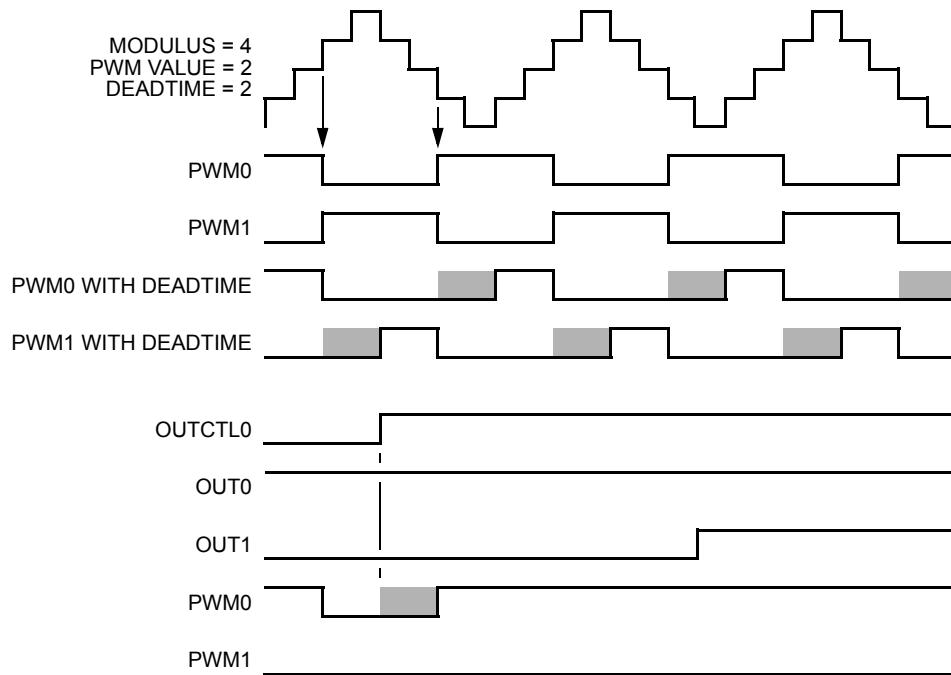 MODULUS = 4
PWM VALUE = 2
DEADTIME = 2
PWM0
PWM1
PWM0 WITH DEADTIME
PWM1 WITH DEADTIME
OUTCTL0
OUT0
OUT1
PWM0
PWM1